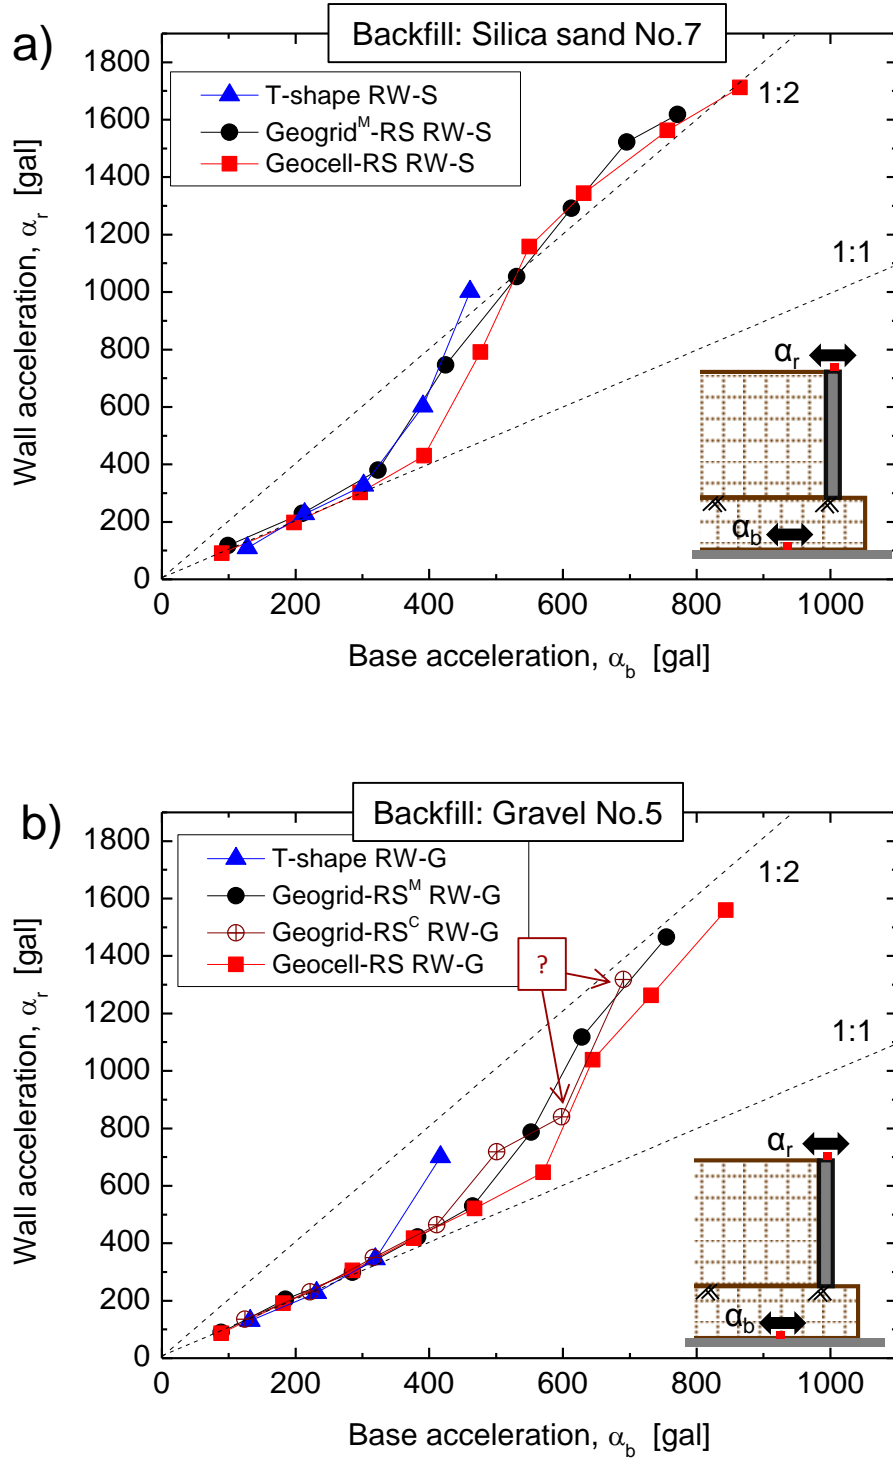 a)
Backfill: Silica sand No.7
T-shape RW-S
Geogrid^M-RS RW-S
Geocell-RS RW-S
1:2
1:1
1800
1600
1400
1200
1000
800
600
400
200
0
Wall acceleration, α_r [gal]
α_r
α_b
0 200 400 600 800 1000
Base acceleration, α_b [gal]
b)
Backfill: Gravel No.5
T-shape RW-G
Geogrid-RS^M RW-G
Geogrid-RS^C RW-G
Geocell-RS RW-G
?
1:2
1:1
1800
1600
1400
1200
1000
800
600
400
200
0
Wall acceleration, α_r [gal]
α_r
α_b
0 200 400 600 800 1000
Base acceleration, α_b [gal]